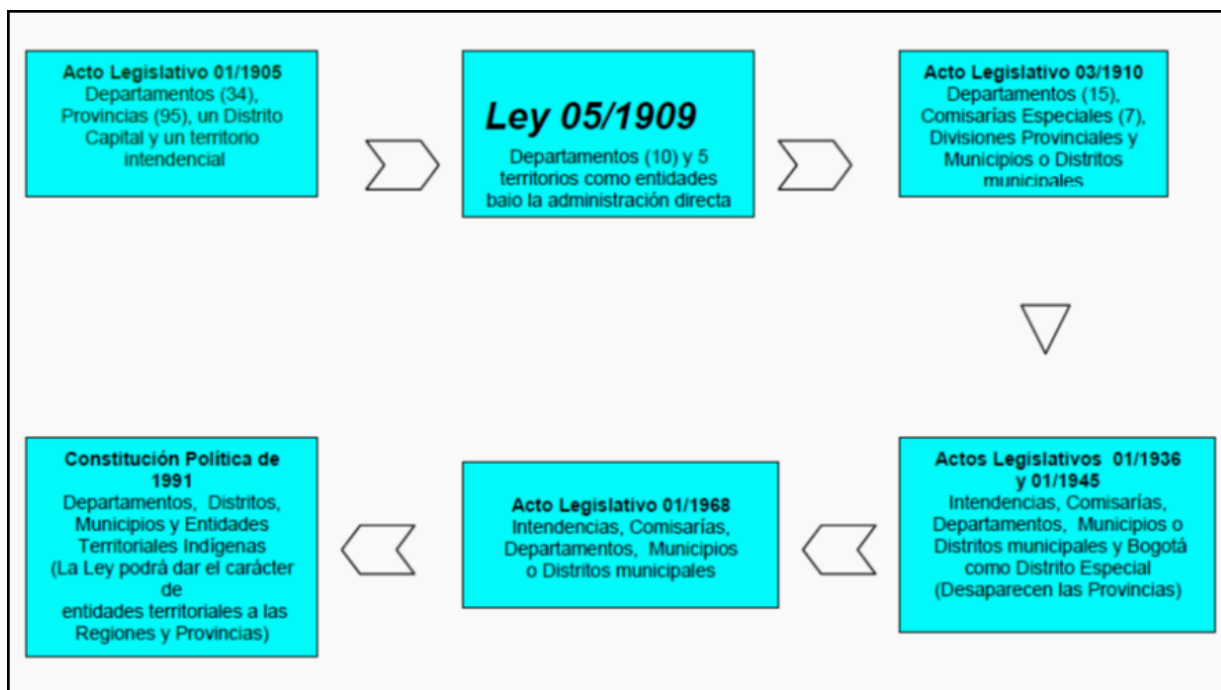 Acto Legislativo 01/1905
Departamentos (34),
Provincias (95), un Distrito
Capital y un territorio
intendencial
Ley 05/1909
Departamentos (10) y 5
territorios como entidades
bajo la administración directa
Acto Legislativo 03/1910
Departamentos (15),
Comisarías Especiales (7),
Divisiones Provinciales y
Municipios o Distritos
municipales
Actos Legislativos 01/1936
y 01/1945
Intendencias, Comisarías,
Departamentos, Municipios o
Distritos municipales y Bogotá
como Distrito Especial
(Desaparecen las Provincias)
Acto Legislativo 01/1968
Intendencias, Comisarías,
Departamentos, Municipios
o Distritos municipales
Constitución Política de
1991
Departamentos, Distritos,
Municipios y Entidades
Territoriales Indígenas
(La Ley podrá dar el carácter
de
entidades territoriales a las
Regiones y Provincias)